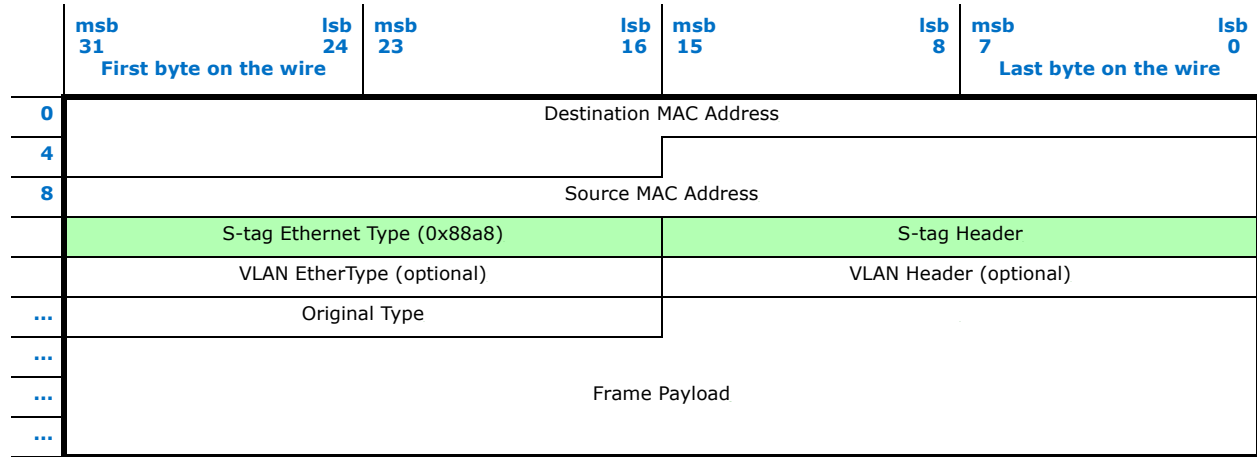 msb lsb msb lsb msb lsb msb lsb
31 24 23 16 15 8 7 0
First byte on the wire Last byte on the wire
0 Destination MAC Address
4
8 Source MAC Address
S-tag Ethernet Type (0x88a8) S-tag Header
VLAN EtherType (optional) VLAN Header (optional)
... Original Type
...
... Frame Payload
...